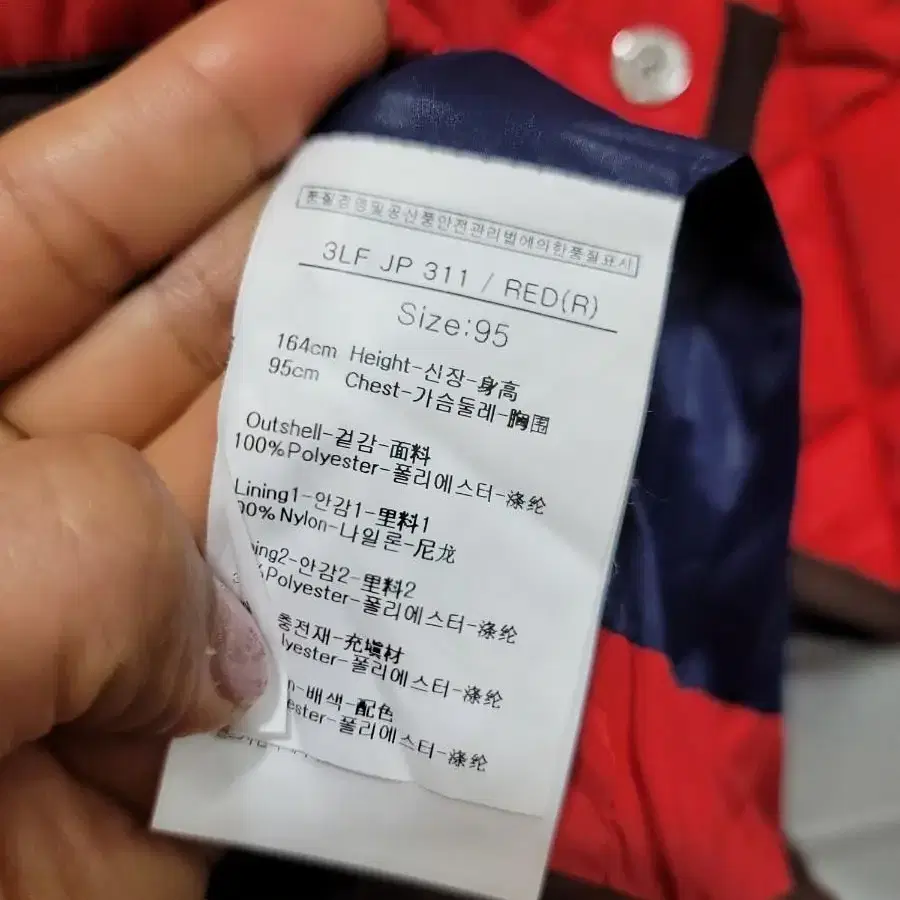 품질경영및공산품안전관리법에의한품질표시
3LF JP 311 / RED(R)
Size:95
164cm Height-신장-身高
95cm Chest-가슴둘레-胸围
Outshell-겉감-面料
100%Polyester-폴리에스터-涤纶
Lining1-안감1-里料1
00% Nylon-나일론-尼龙
ing2-안감2-里料2
%Polyester-폴리에스터-涤纶
충전재-充填材
lyester-폴리에스터-涤纶
n-배색-配色
ester-폴리에스터-涤纶